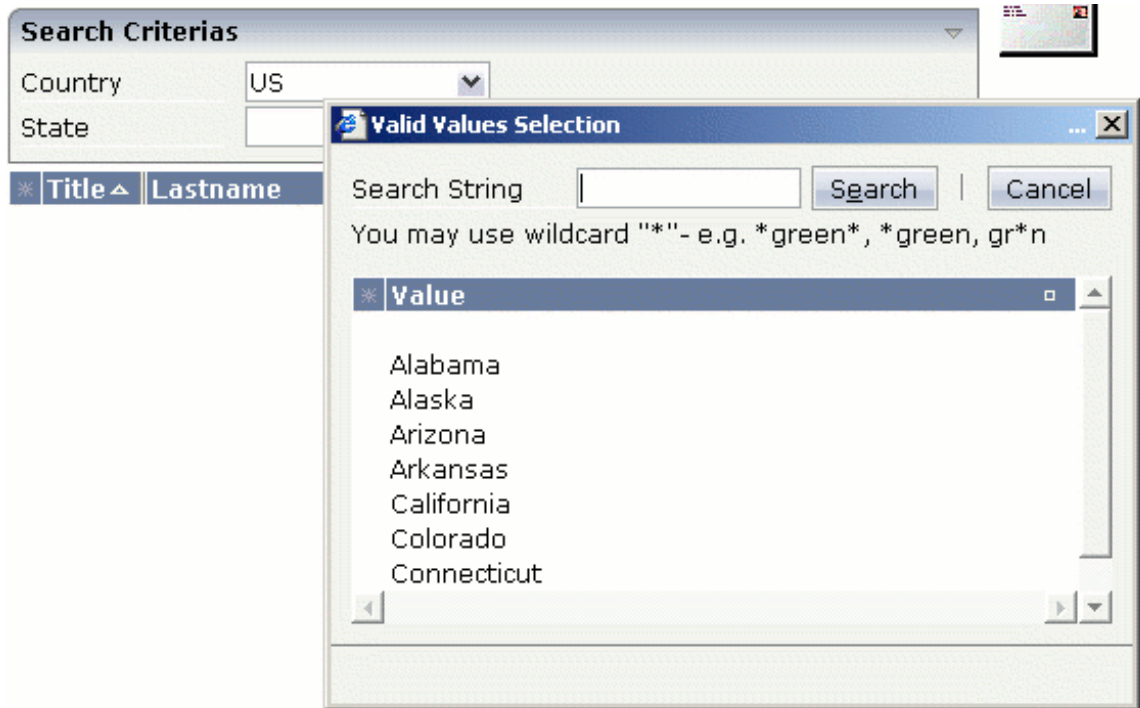 Search Criterias
Country US
State
Title Lastname
Valid Values Selection ...
Search String Search | Cancel
You may use wildcard "*"- e.g. *green*, *green, gr*n
Value
Alabama
Alaska
Arizona
Arkansas
California
Colorado
Connecticut